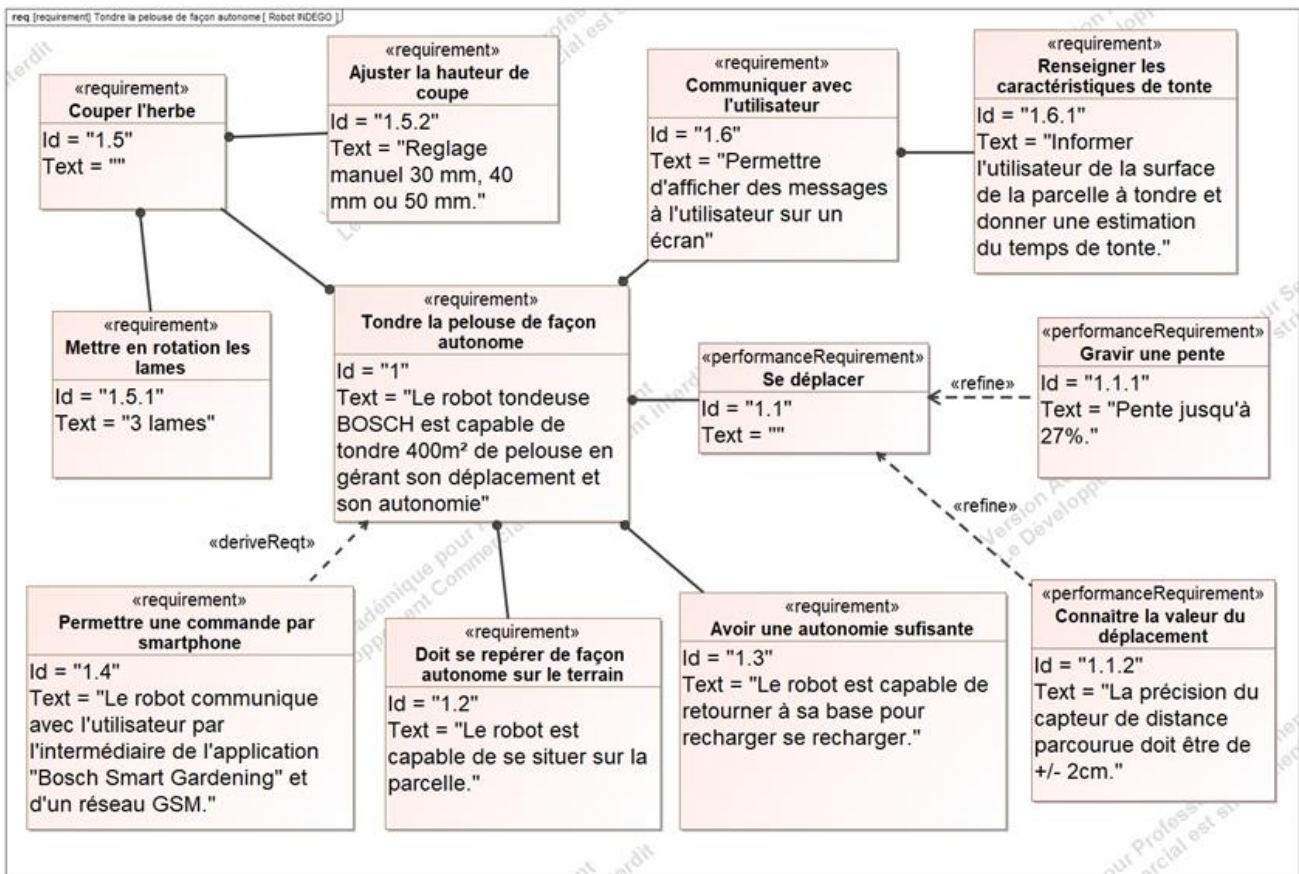 req [requirement] Tondre la pelouse de façon autonome [ Robot INDEGO ]
«requirement»
Couper l'herbe
Id = "1.5"
Text = ""
«requirement»
Ajuster la hauteur de
coupe
Id = "1.5.2"
Text = "Reglage
manuel 30 mm, 40
mm ou 50 mm."
«requirement»
Communiquer avec
l'utilisateur
Id = "1.6"
Text = "Permettre
d'afficher des messages
à l'utilisateur sur un
écran"
«requirement»
Renseigner les
caractéristiques de tonte
Id = "1.6.1"
Text = "Informer
l'utilisateur de la surface
de la parcelle à tondre et
donner une estimation
du temps de tonte."
«requirement»
Mettre en rotation les
lames
Id = "1.5.1"
Text = "3 lames"
«requirement»
Tondre la pelouse de façon
autonome
Id = "1"
Text = "Le robot tondeuse
BOSCH est capable de
tondre 400m² de pelouse en
gérant son déplacement et
son autonomie"
«performanceRequirement»
Se déplacer
Id = "1.1"
Text = ""
«refine»
«performanceRequirement»
Gravir une pente
Id = "1.1.1"
Text = "Pente jusqu'à
27%."
«refine»
«deriveReqt»
«requirement»
Permettre une commande par
smartphone
Id = "1.4"
Text = "Le robot communique
avec l'utilisateur par
l'intermédiaire de l'application
"Bosch Smart Gardening" et
d'un réseau GSM."
«requirement»
Doit se repérer de façon
autonome sur le terrain
Id = "1.2"
Text = "Le robot est
capable de se situer sur la
parcelle."
«requirement»
Avoir une autonomie sufisante
Id = "1.3"
Text = "Le robot est capable de
retourner à sa base pour
recharger se recharger."
«performanceRequirement»
Connaître la valeur du
déplacement
Id = "1.1.2"
Text = "La précision du
capteur de distance
parcourue doit être de
+/- 2cm."